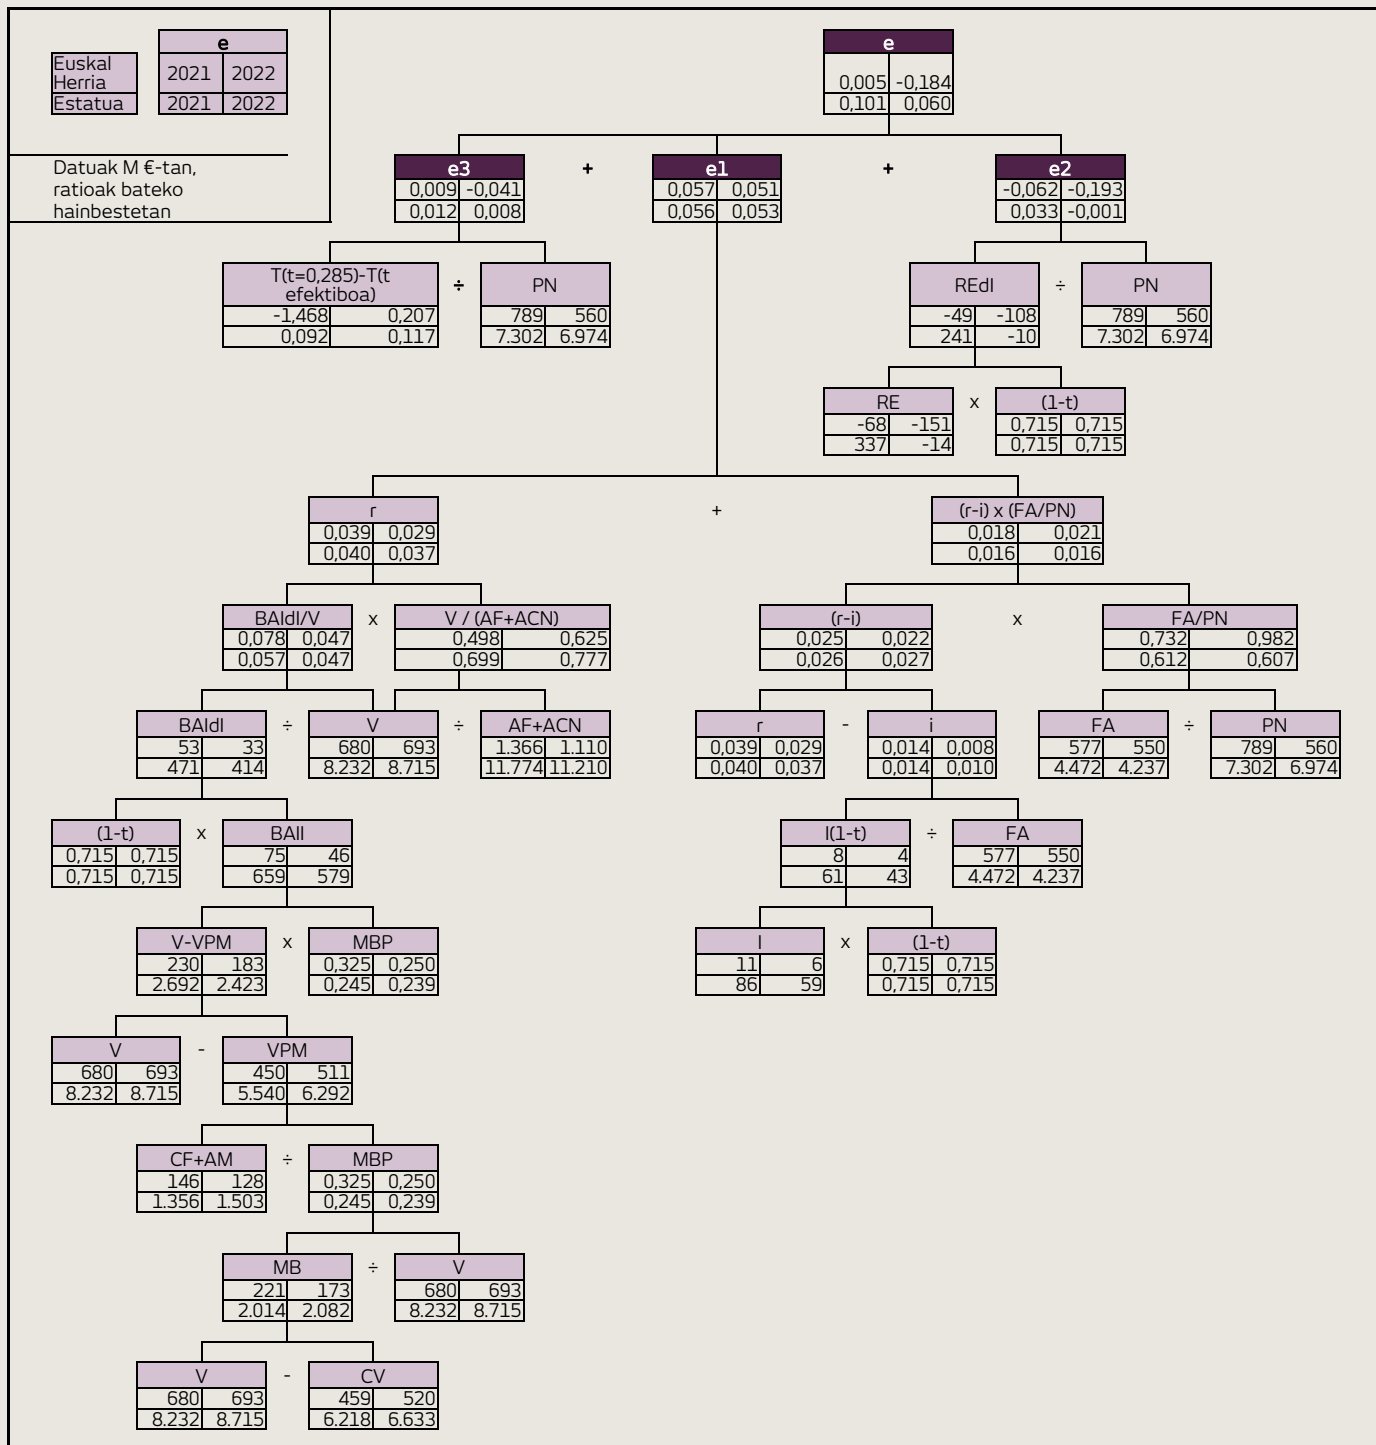 e
Euskal
Herria
2021 2022
Estatua
2021 2022
Datuak M €-tan,
ratioak bateko
hainbestetan
e
0,005 -0,184
0,101 0,060
e3 + e1 + e2
0,009 -0,041 0,057 0,051 -0,062 -0,193
0,012 0,008 0,056 0,053 0,033 -0,001
T(t=0,285)-T(t
efektiboa)
÷ PN REdI ÷ PN
-1,468 0,207 789 560 -49 -108 789 560
0,092 0,117 7.302 6.974 241 -10 7.302 6.974
RE x (1-t)
-68 -151 0,715 0,715
337 -14 0,715 0,715
r + (r-i) x (FA/PN)
0,039 0,029 0,018 0,021
0,040 0,037 0,016 0,016
BAIdI/V x V / (AF+ACN) (r-i) x FA/PN
0,078 0,047 0,498 0,625 0,025 0,022 0,732 0,982
0,057 0,047 0,699 0,777 0,026 0,027 0,612 0,607
BAIdI ÷ V ÷ AF+ACN r - i FA ÷ PN
53 33 680 693 1.366 1.110 0,039 0,029 0,014 0,008 577 550 789 560
471 414 8.232 8.715 11.774 11.210 0,040 0,037 0,014 0,010 4.472 4.237 7.302 6.974
(1-t) x BAII I(1-t) ÷ FA
0,715 0,715 75 46 8 4 577 550
0,715 0,715 659 579 61 43 4.472 4.237
V-VPM x MBP I x (1-t)
230 183 0,325 0,250 11 6 0,715 0,715
2.692 2.423 0,245 0,239 86 59 0,715 0,715
V - VPM
680 693 450 511
8.232 8.715 5.540 6.292
CF+AM ÷ MBP
146 128 0,325 0,250
1.356 1.503 0,245 0,239
MB ÷ V
221 173 680 693
2.014 2.082 8.232 8.715
V - CV
680 693 459 520
8.232 8.715 6.218 6.633